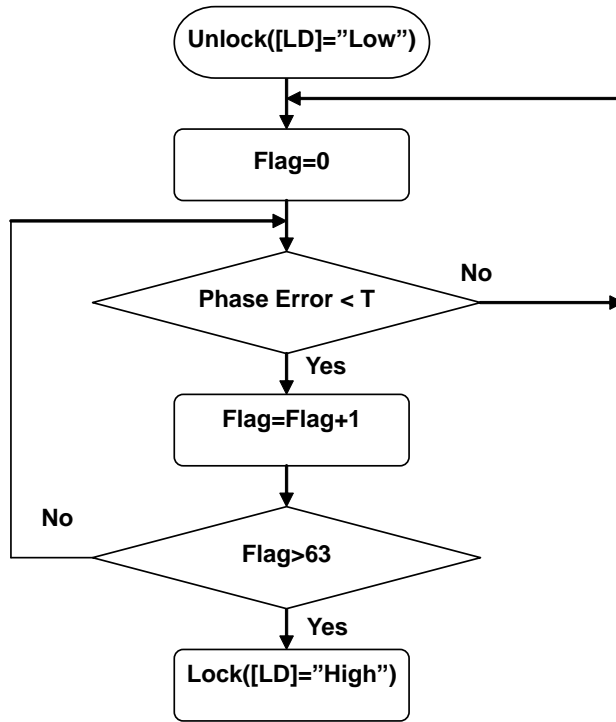 Unlock([LD]=”Low”)
Flag=0
No
Phase Error < T
Yes
Flag=Flag+1
No
Flag>63
Yes
Lock([LD]=”High”)